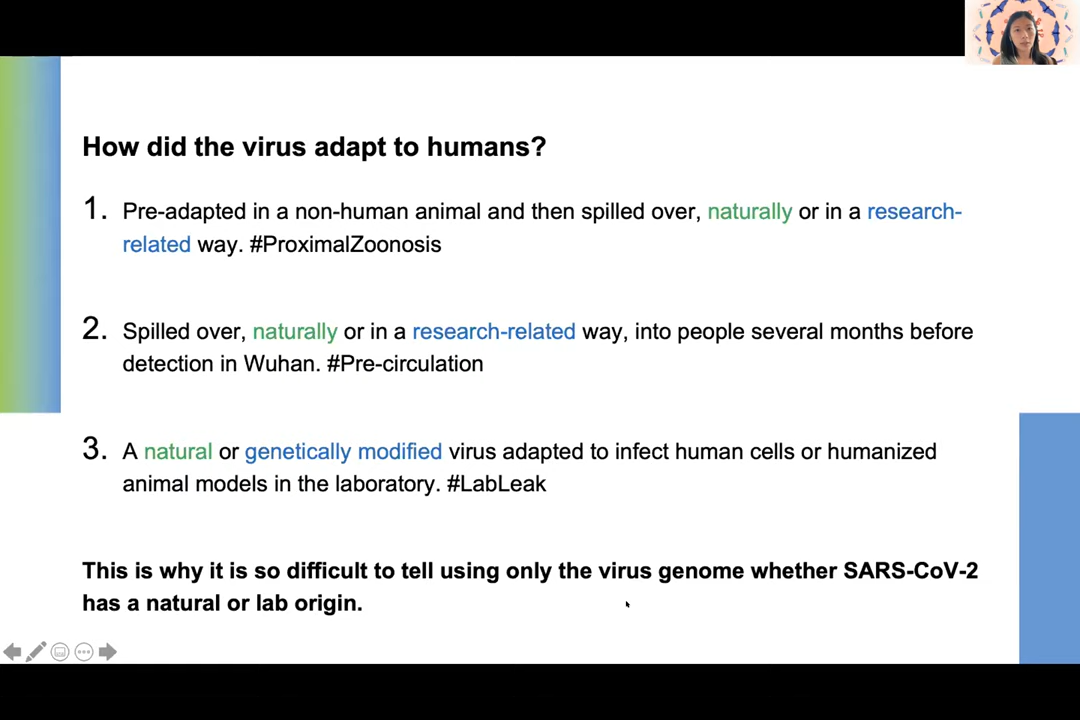 How did the virus adapt to humans?
1. Pre-adapted in a non-human animal and then spilled over, naturally or in a research-
related way. #ProximalZoonosis
2. Spilled over, naturally or in a research-related way, into people several months before
detection in Wuhan. #Pre-circulation
3. A natural or genetically modified virus adapted to infect human cells or humanized
animal models in the laboratory. #LabLeak
This is why it is so difficult to tell using only the virus genome whether SARS-CoV-2
has a natural or lab origin.